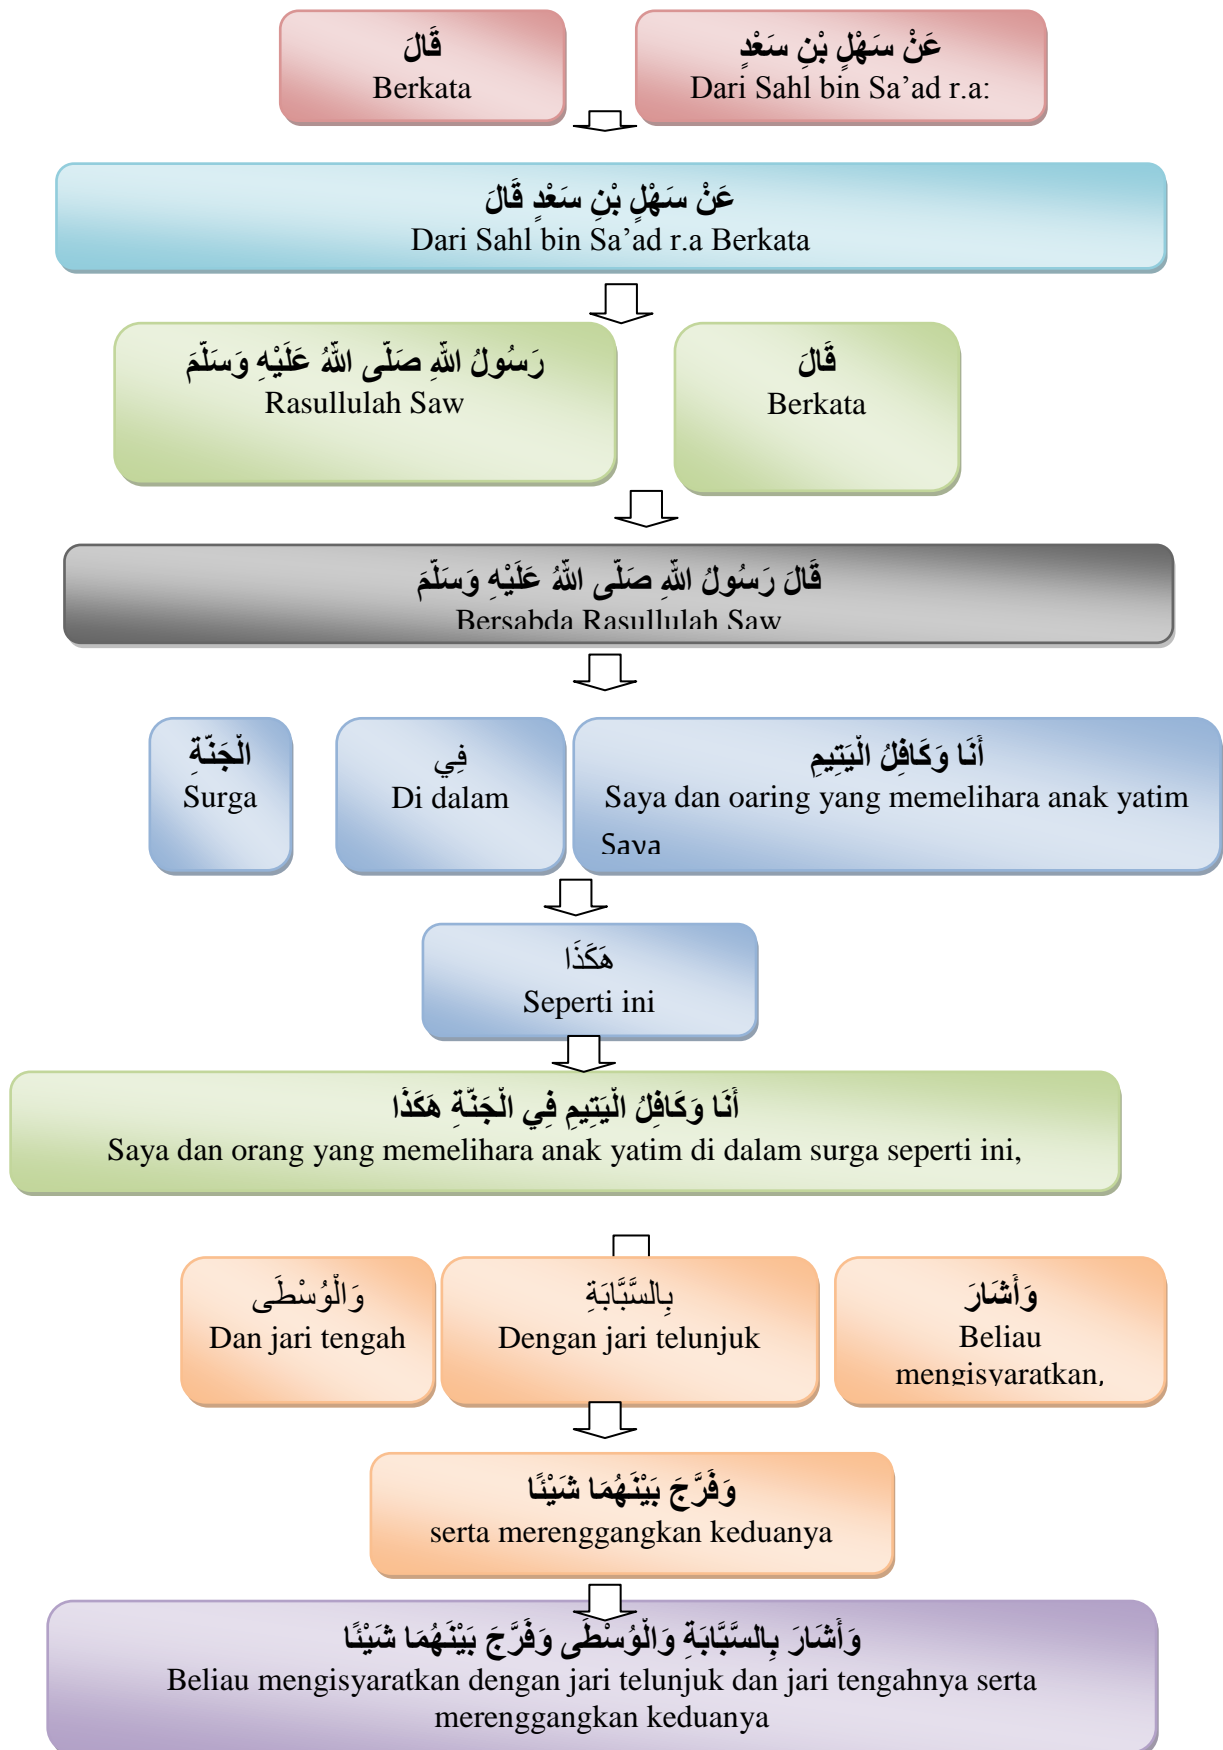 عَنْ سَهْلٍ بْنِ سَعْدٍ
Dari Sahl bin Sa’ad r.a:
قَالَ
Berkata
عَنْ سَهْلٍ بْنِ سَعْدٍ قَالَ
Dari Sahl bin Sa’ad r.a Berkata
قَالَ
Berkata
رَسُولُ اللهِ صَلّى اللهُ عَلَيْهِ وَسَلّمَ
Rasullulah Saw
قَالَ رَسُولُ اللهِ صَلّى اللهُ عَلَيْهِ وَسَلّمَ
Bersabda Rasullulah Saw
أَنَا وَكَافِلُ الْيَتِيمِ
Saya dan oaring yang memelihara anak yatim
Saya
فِي
Di dalam
الْجَنّةِ
Surga
هَكَذَا
Seperti ini
أَنَا وَكَافِلُ الْيَتِيمِ فِي الْجَنّةِ هَكَذَا
Saya dan orang yang memelihara anak yatim di dalam surga seperti ini,
وَأَشَارَ
Beliau
mengisyaratkan,
بِالسَّبَّابَةِ
Dengan jari telunjuk
وَالْوُسْطَى
Dan jari tengah
وَفَرَّجَ بَيْنَهُمَا شَيْئًا
serta merenggangkan keduanya
وَأَشَارَ بِالسَّبَّابَةِ وَالْوُسْطَى وَفَرَّجَ بَيْنَهُمَا شَيْئًا
Beliau mengisyaratkan dengan jari telunjuk dan jari tengahnya serta
merenggangkan keduanya